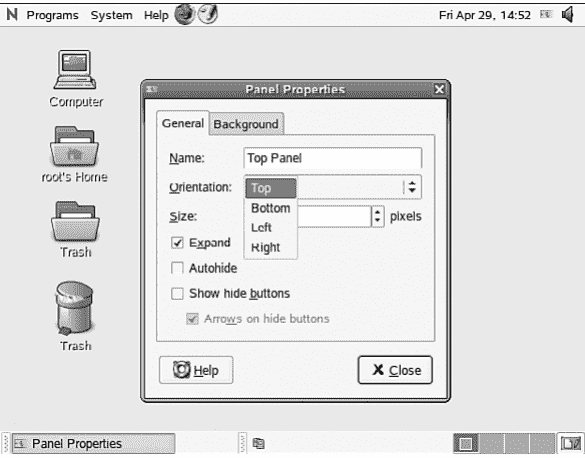 N Programs System Help Fri Apr 29, 14:52
Computer
root's Home
Trash
Trash
Panel Properties
General Background
Name: Top Panel
Orientation: Top
Bottom
Left
Right
Size: pixels
Expand
Autohide
Show hide buttons
Arrows on hide buttons
Help X Close
Panel Properties